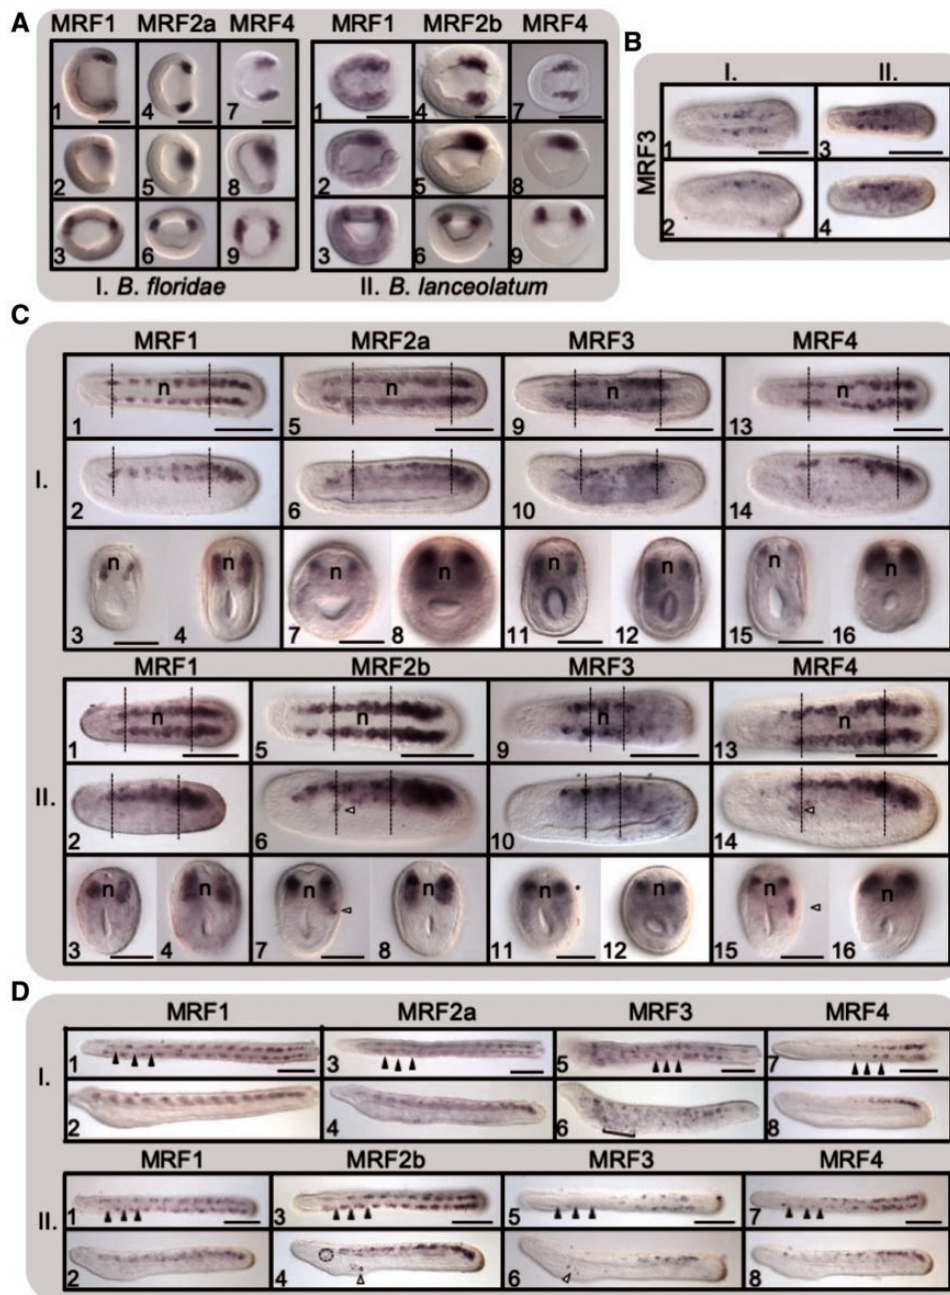 A
MRF1 MRF2a MRF4 MRF1 MRF2b MRF4
1 4 7 1 4 7
2 5 8 2 5 8
3 6 9 3 6 9
I. B. floridae II. B. lanceolatum
B
I. II.
MRF3
1 3
2 4
C
MRF1 MRF2a MRF3 MRF4
I.
n n n n
1 5 9 13
2 6 10 14
n n n n n n
3 4 7 8 11 12 15 16
MRF1 MRF2b MRF3 MRF4
II.
n n n n
1 5 9 13
2 6 10 14
n n n n n n n n
3 4 7 8 11 12 15 16
D
MRF1 MRF2a MRF3 MRF4
I.
1 3 5 7
2 4 6 8
MRF1 MRF2b MRF3 MRF4
II.
1 3 5 7
2 4 6 8